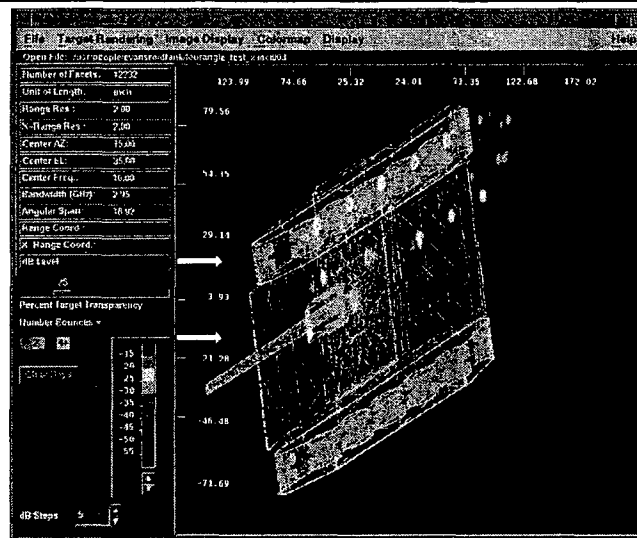 File Target Rendering Image Display Colormap Display Help
Open File:
Number of Facets: 12232
Unit of Length: inch
Range Res: 2.00
X-Range Res: 2.00
Center AZ: 15.00
Center EL: 35.00
Center Freq.: 10.00
Bandwidth (GHz): 2.95
Angular Span: 16.92
Range Coord:
X-Range Coord:
dB Level
75
Percent Target Transparency
Number Bounces
-15
20
25
-30
-35
-40
-45
-50
55
dB Steps 5
123.99 74.66 25.32 24.01 73.35 122.68 172.02
79.56
54.35
29.14
3.93
21.28
-46.48
-71.69